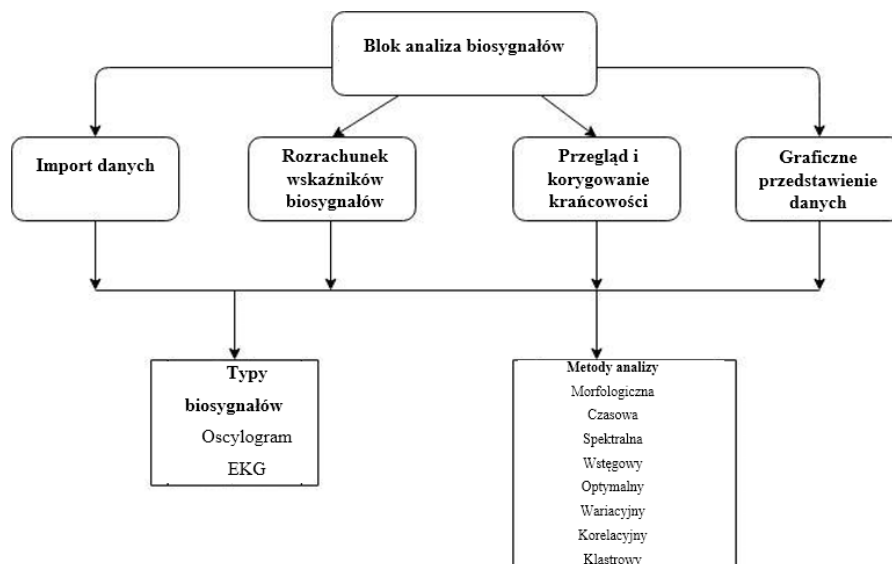 Blok analiza biosygnałów
Import danych
Rozrachunek
wskaźników
biosygnałów
Przegląd i
korygowanie
krańcowości
Graficzne
przedstawienie
danych
Typy
biosygnałów
Oscylogram
EKG
Metody analizy
Morfologiczna
Czasowa
Spektralna
Wstęgowy
Optymalny
Wariacyjny
Korelacyjny
Klastrowy